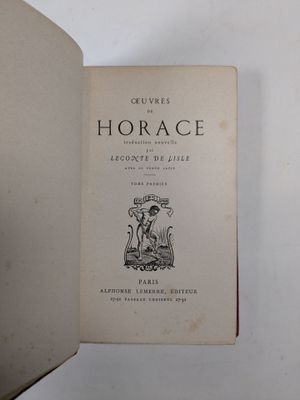 ŒUVRES
DE
HORACE
traduction nouvelle
par
LECONTE DE LISLE
AVEC LE TEXTE LATIN
TOME PREMIER
PARIS
ALPHONSE LEMERRE, ÉDITEUR
27-31 PASSAGE CHOISEUL 27-31